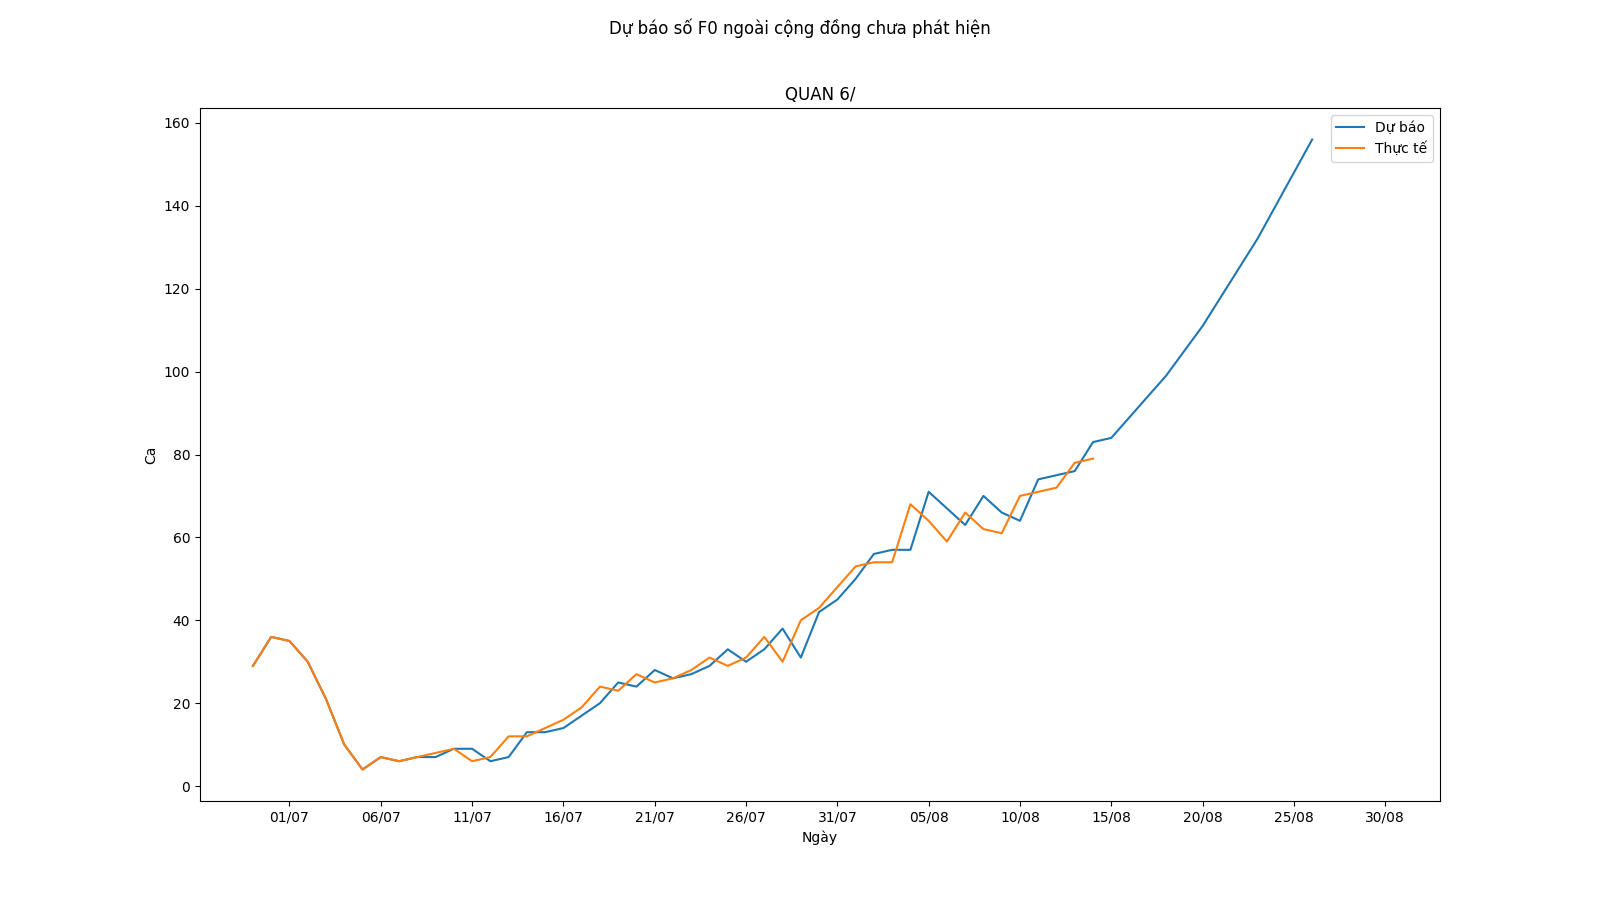 Dự báo số F0 ngoài cộng đồng chưa phát hiện
QUAN 6/
Dự báo
Thực tế
160
140
120
100
80
60
40
20
0
Ca
01/07 06/07 11/07 16/07 21/07 26/07 31/07 05/08 10/08 15/08 20/08 25/08 30/08
Ngày